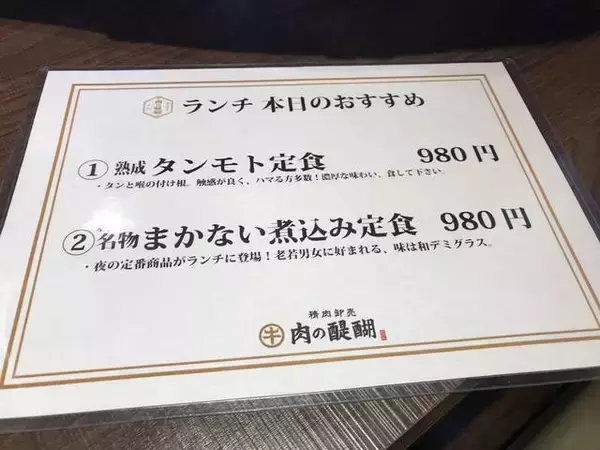 ランチ 本日のおすすめ
① 熟成 タンモト定食 980円
・タンと喉の付け根。触感が良く、ハマる方多数！濃厚な味わい、食して下さい。
② 名物 まかない煮込み定食 980円
・夜の定番商品がランチに登場！老若男女に好まれる、味は和デミグラス。
精肉卸売
牛 肉の醍醐